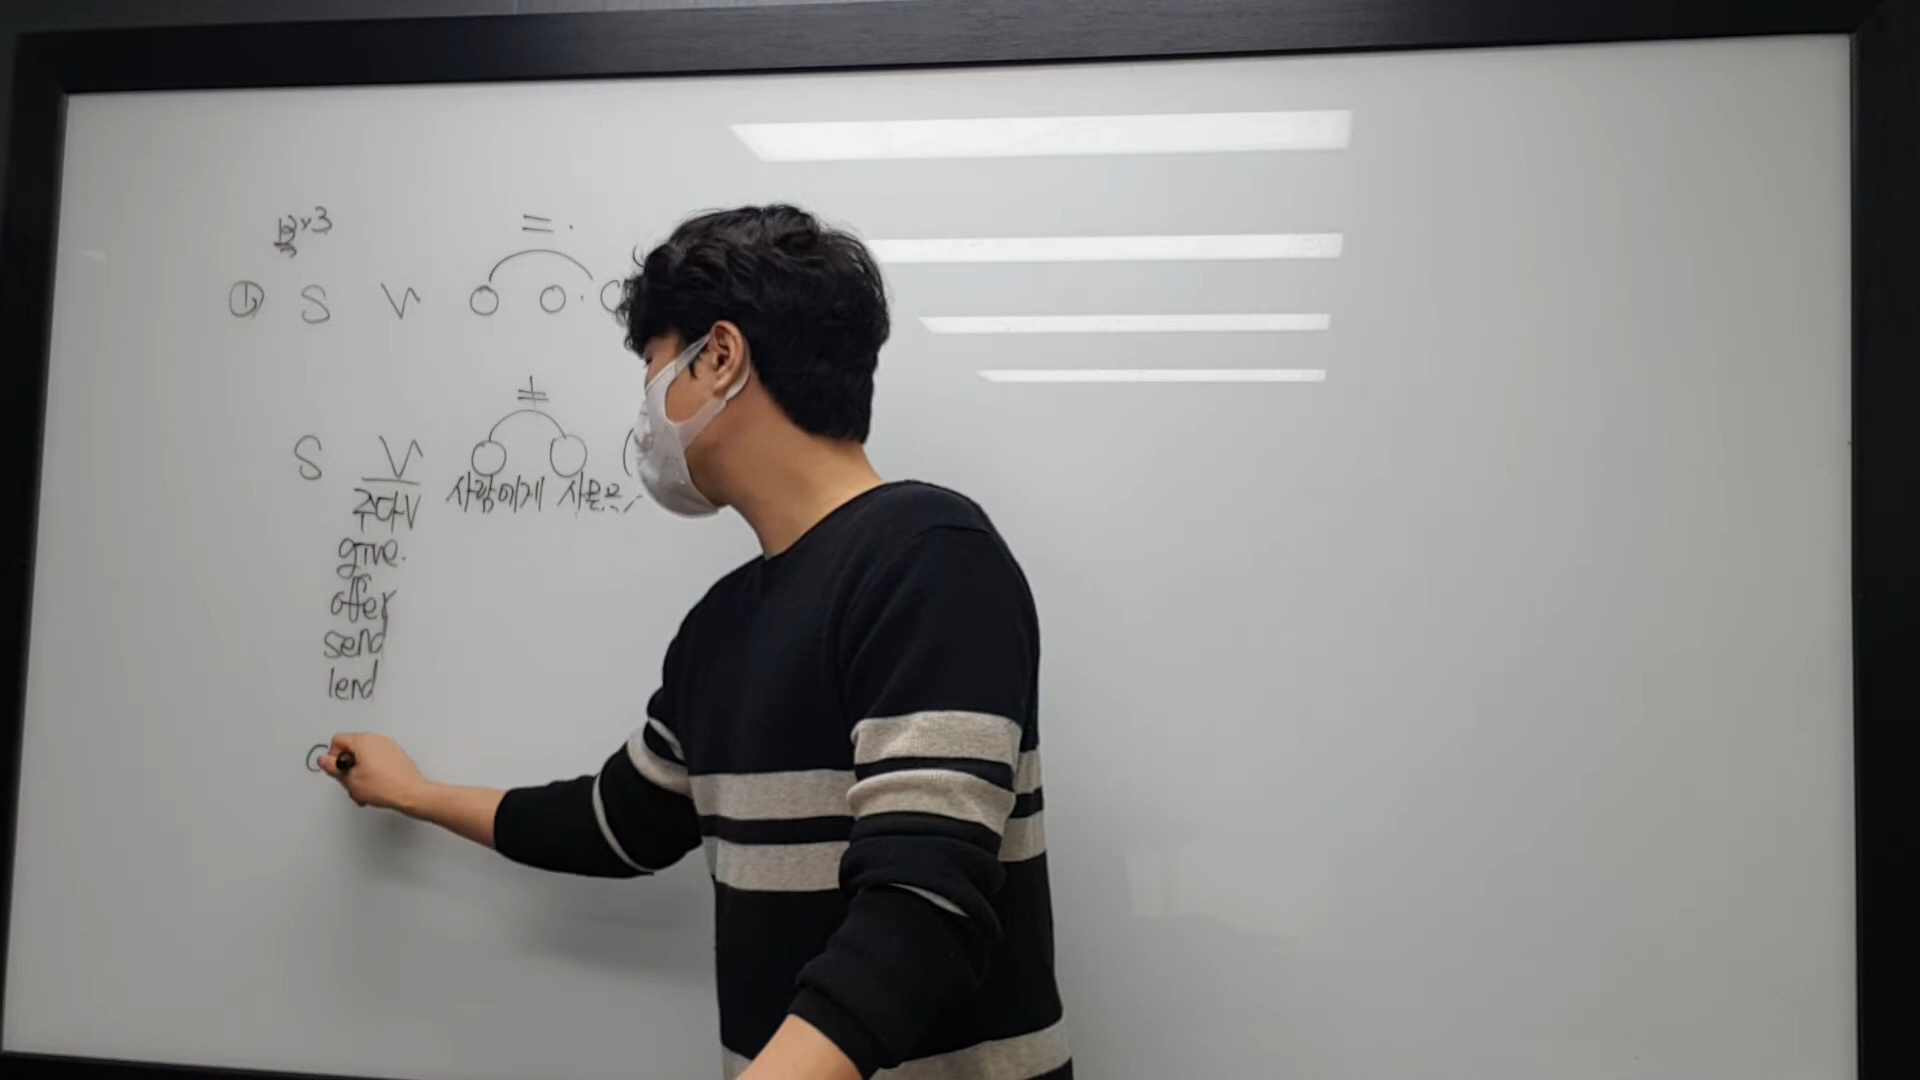 ① S V O O
=
S V
≠
주다V 사람에게 사물을
give.
offer
send
lend